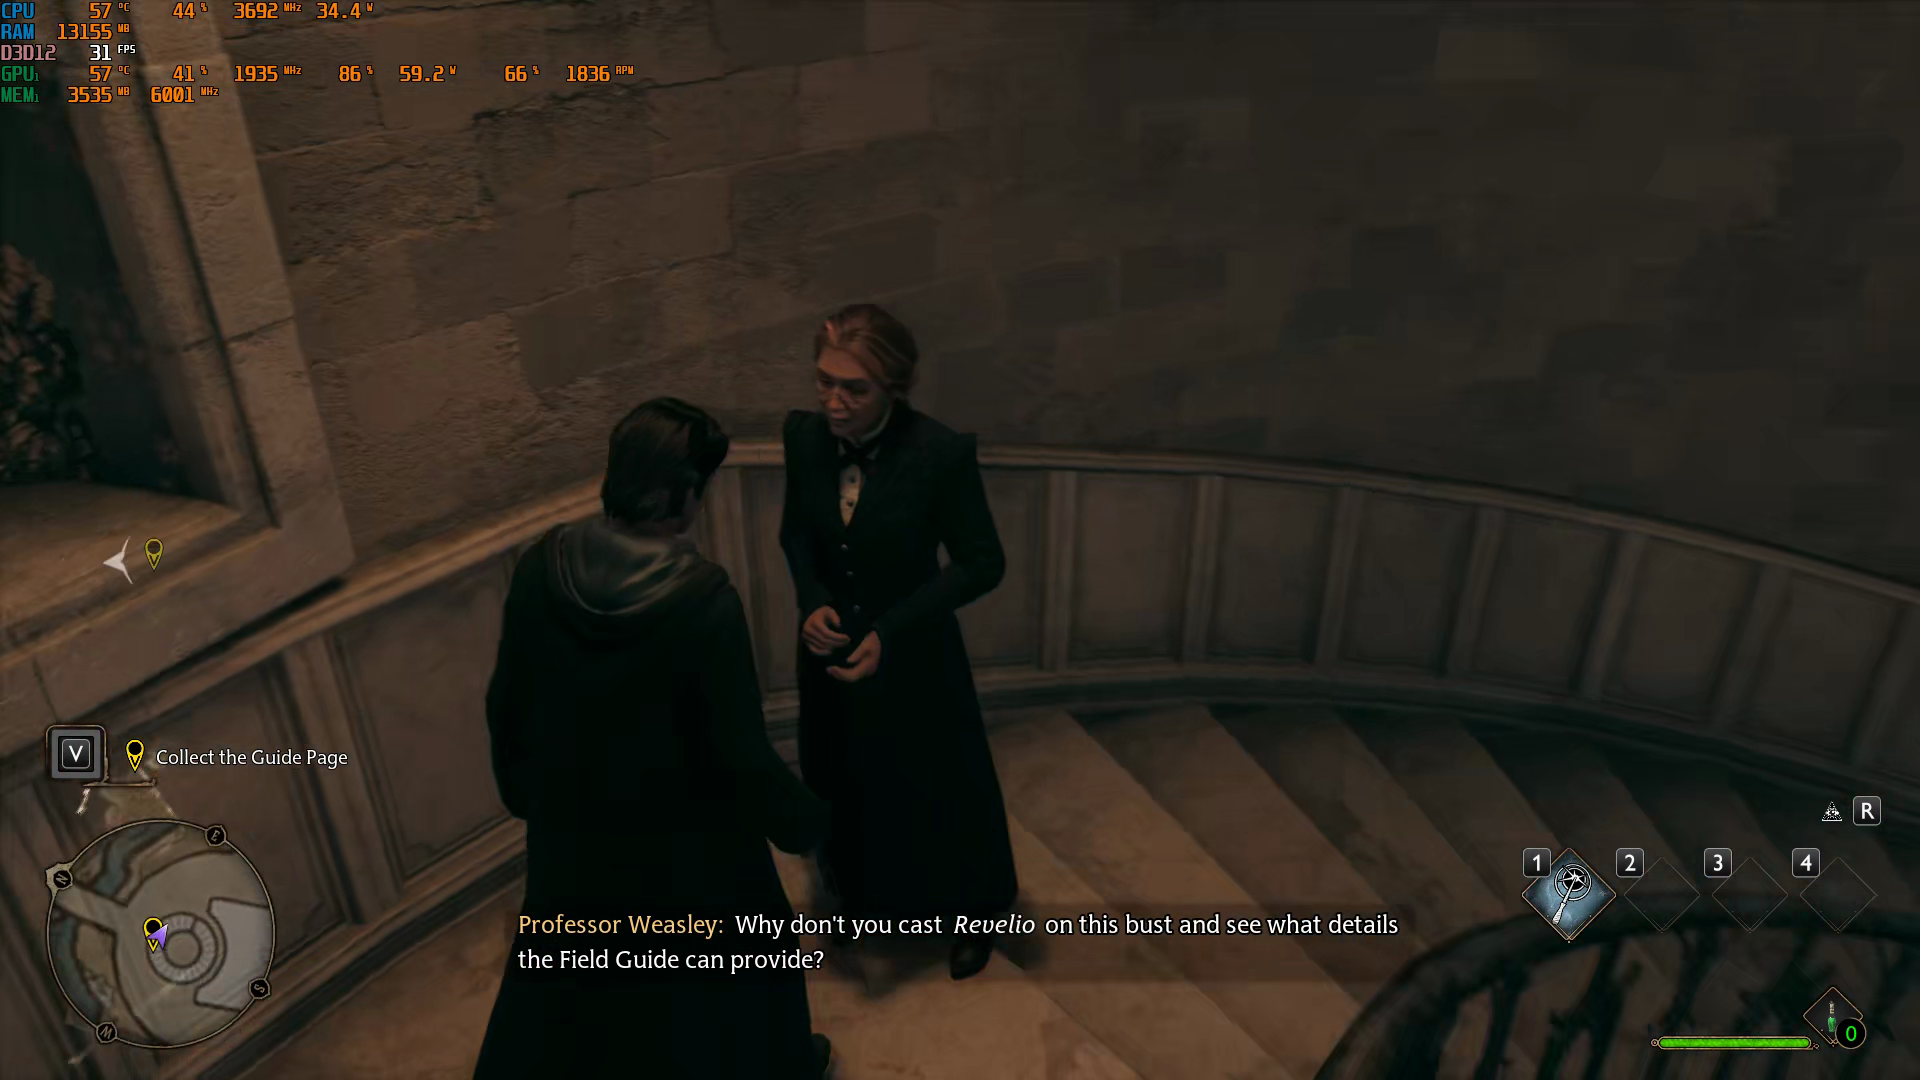 CPU 57 °C 44 % 3692 MHz 34.4 W
RAM 13155 MB
D3D12 31 FPS
GPU1 57 °C 41 % 1935 MHz 86 % 59.2 W 66 % 1836 RPM
MEM1 3535 MB 6001 MHz
V Collect the Guide Page
R
1 2 3 4
E
N
S
W
Professor Weasley: Why don't you cast Revelio on this bust and see what details
the Field Guide can provide?
0